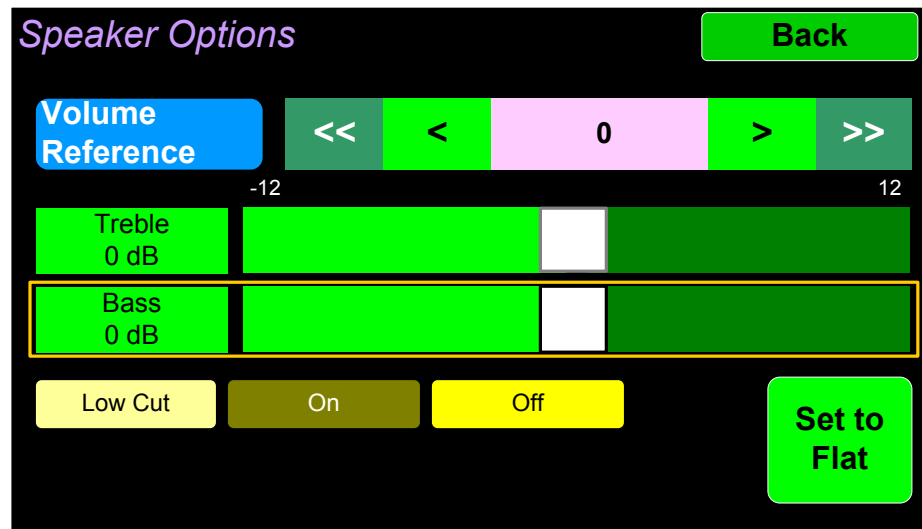 Speaker Options
Back
Volume
Reference
<< < 0 > >>
-12 12
Treble
0 dB
Bass
0 dB
Low Cut On Off
Set to
Flat